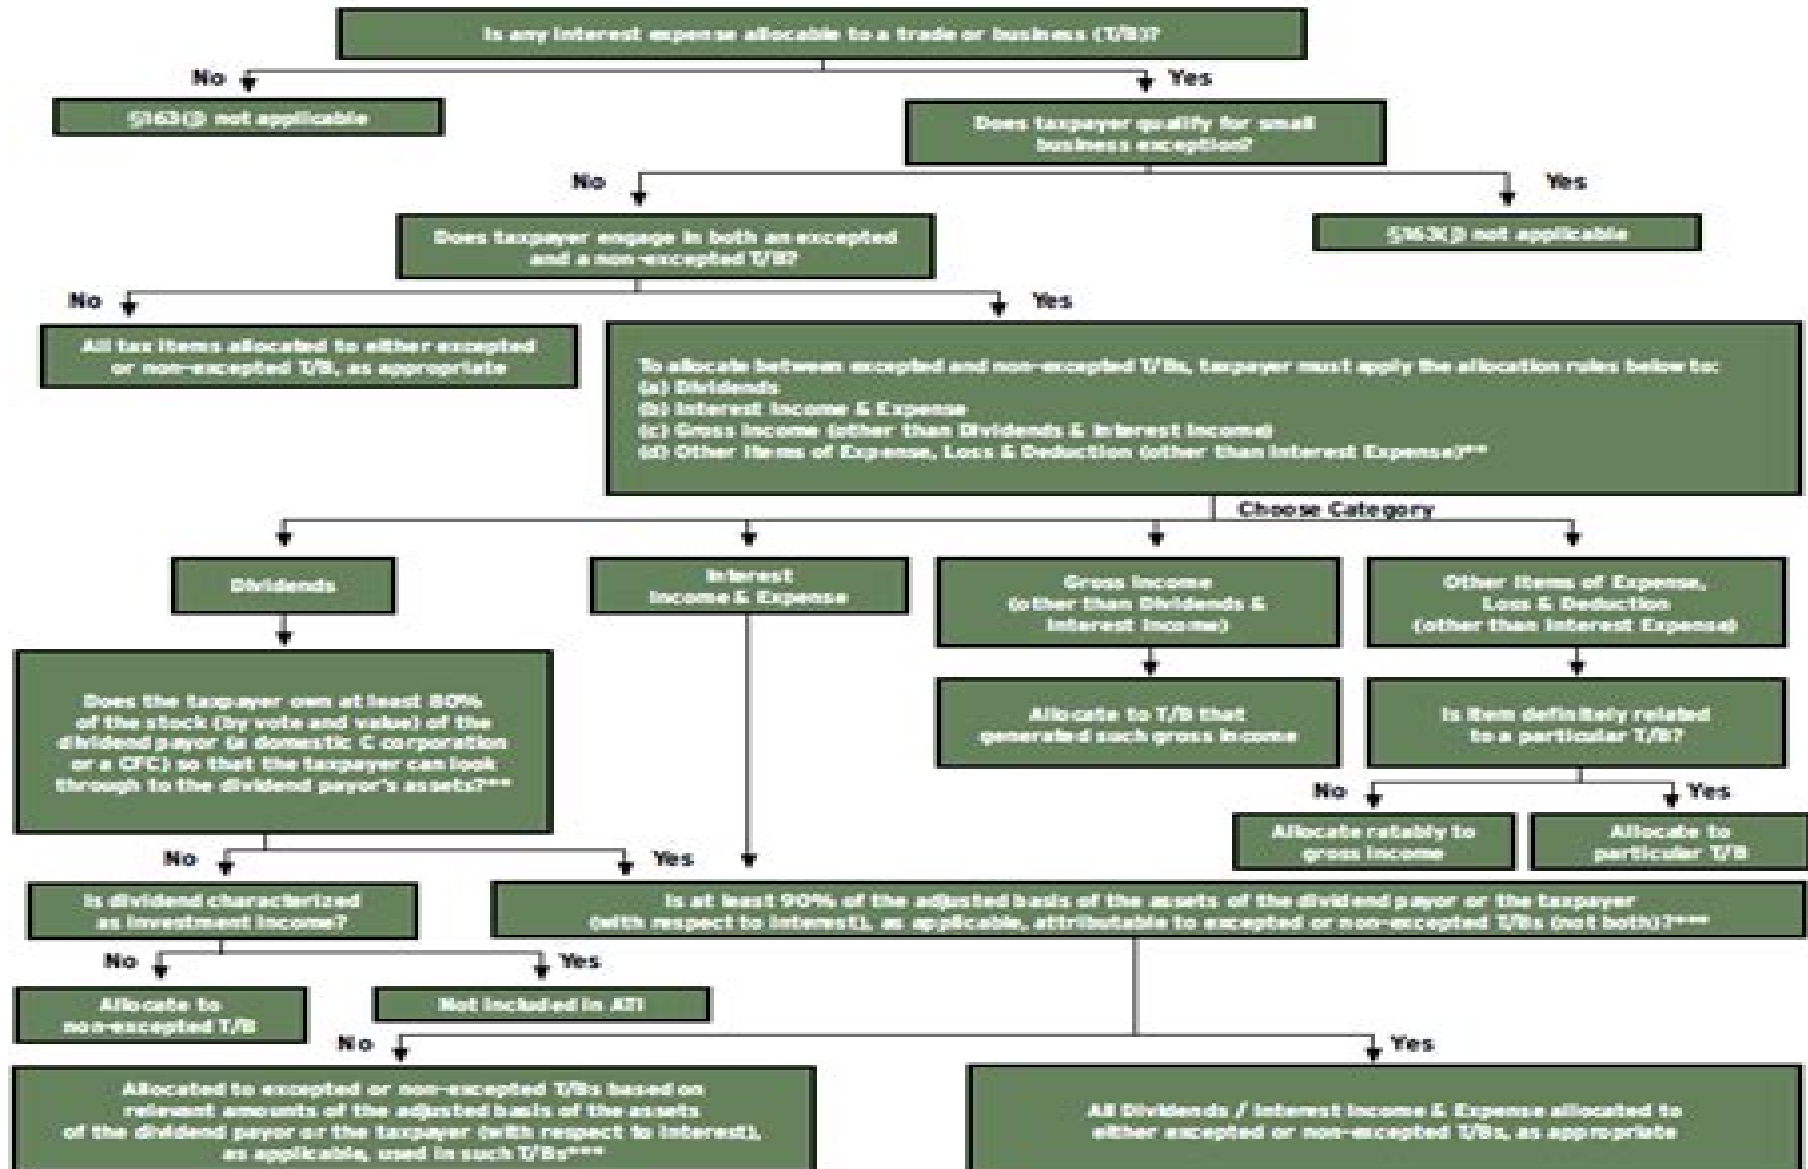 Is any interest expense allocable to a trade or business (T/B)?
No
Yes
§163(j) not applicable
Does taxpayer qualify for small
business exception?
No
Yes
Does taxpayer engage in both an excepted
and a non-excepted T/B?
§163(j) not applicable
No
Yes
All tax items allocated to either excepted
or non-excepted T/B, as appropriate
To allocate between excepted and non-excepted T/Bs, taxpayer must apply the allocation rules below to:
(a) Dividends
(b) Interest Income & Expense
(c) Gross Income (other than Dividends & Interest Income)
(d) Other Items of Expense, Loss & Deduction (other than Interest Expense)**
Choose Category
Dividends
Interest
Income & Expense
Gross Income
(other than Dividends &
Interest Income)
Other Items of Expense,
Loss & Deduction
(other than Interest Expense)
Does the taxpayer own at least 80%
of the stock (by vote and value) of the
dividend payor (a domestic C corporation
or a CFC) so that the taxpayer can look
through to the dividend payor's assets?***
Allocate to T/B that
generated such gross income
Is item definitely related
to a particular T/B?
No
Yes
Allocate ratably to
gross income
Allocate to
particular T/B
No
Yes
Is dividend characterized
as investment income?
Is at least 90% of the adjusted basis of the assets of the dividend payor or the taxpayer
(with respect to interest), as applicable, attributable to excepted or non-excepted T/Bs (not both)?****
No
Yes
Allocate to
non-excepted T/B
Not included in ATI
No
Yes
Allocated to excepted or non-excepted T/Bs based on
relevant amounts of the adjusted basis of the assets
of the dividend payor or the taxpayer (with respect to interest),
as applicable, used in such T/Bs***
All Dividends / Interest Income & Expense allocated to
either excepted or non-excepted T/Bs, as appropriate